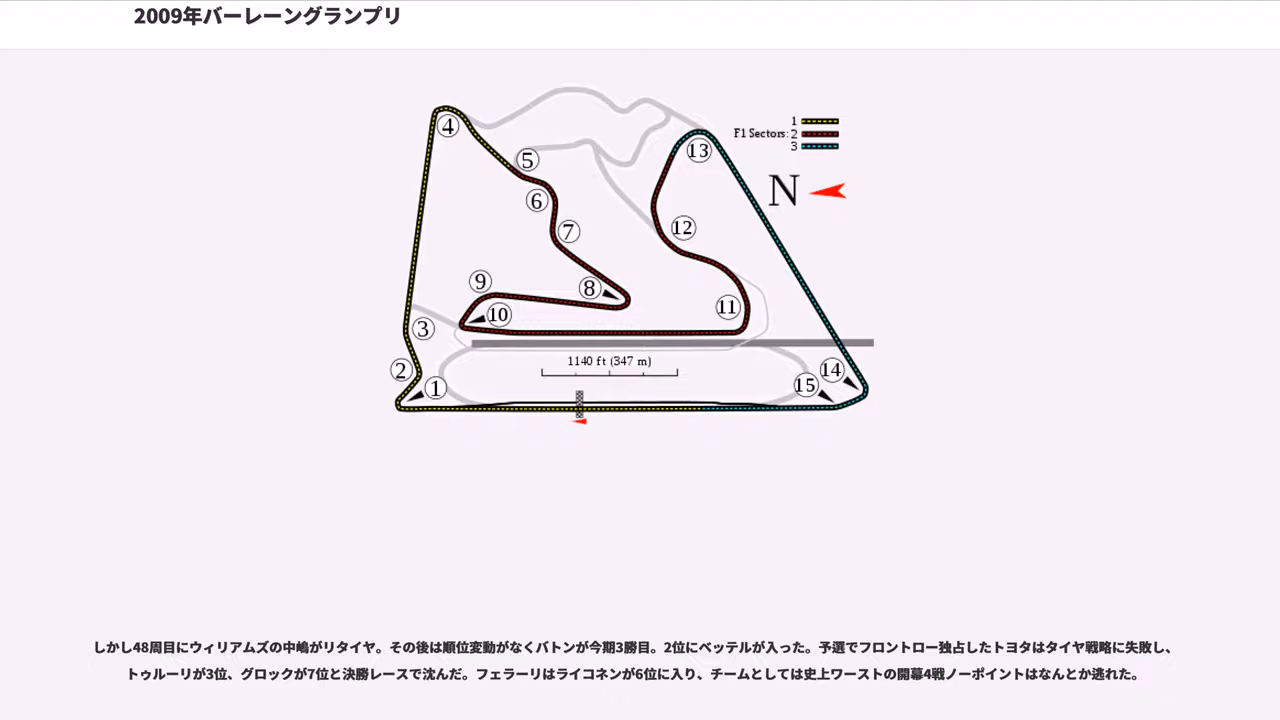 2009年バーレーングランプリ
4
5
6
7
8
9
10
3
2
1
13
12
11
14
15
1
F1 Sectors: 2
3
N
1140 ft (347 m)
しかし48周目にウィリアムズの中嶋がリタイヤ。その後は順位変動がなくバトンが今期3勝目。2位にベッテルが入った。予選でフロントロー独占したトヨタはタイヤ戦略に失敗し、
トゥルーリが3位、グロックが7位と決勝レースで沈んだ。フェラーリはライコネンが6位に入り、チームとしては史上ワーストの開幕4戦ノーポイントはなんとか逃れた。